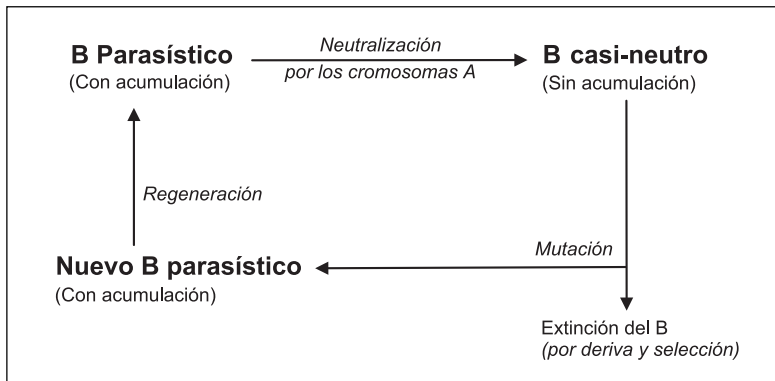 B Parasístico
(Con acumulación)
Neutralización
por los cromosomas A
B casi-neutro
(Sin acumulación)
Regeneración
Mutación
Nuevo B parasístico
(Con acumulación)
Extinción del B
(por deriva y selección)